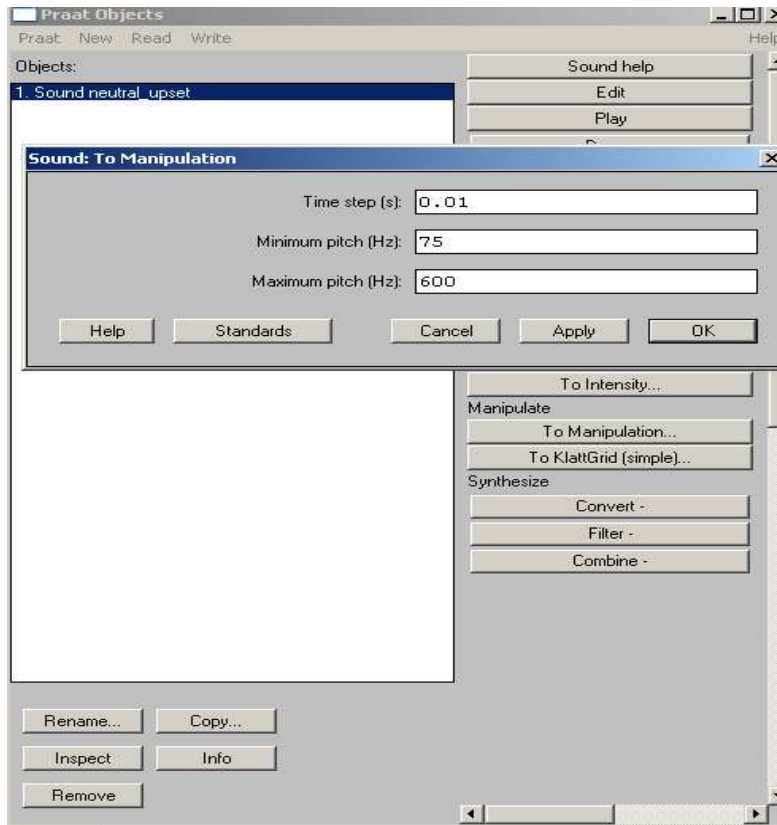 Praat Objects
Praat New Read Write Help
Objects:
1. Sound neutral_upset
Sound help
Edit
Play
Sound: To Manipulation
Time step (s): 0.01
Minimum pitch (Hz): 75
Maximum pitch (Hz): 600
Help Standards Cancel Apply OK
To Intensity...
Manipulate
To Manipulation...
To KlattGrid (simple)...
Synthesize
Convert -
Filter -
Combine -
Rename... Copy...
Inspect Info
Remove